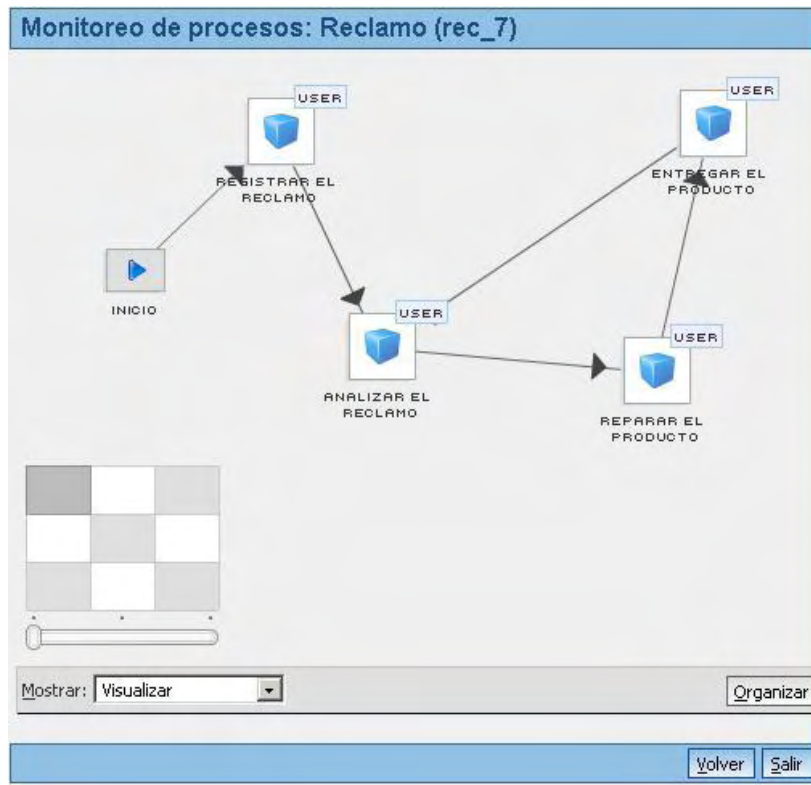 Monitoreo de procesos: Reclamo (rec_7)
USER
REGISTRAR EL
RECLAMO
USER
ENTREGAR EL
PRODUCTO
INICIO
USER
ANALIZAR EL
RECLAMO
USER
REPARAR EL
PRODUCTO
Mostrar: Visualizar
Organizar
Volver Salir